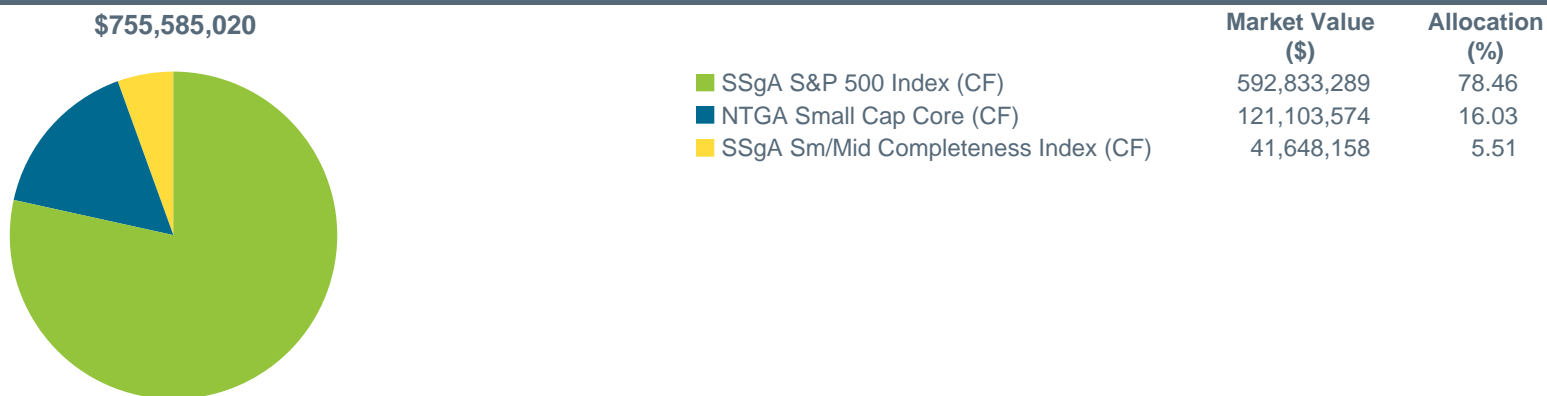 $755,585,020
Market Value Allocation
($) (%)
SSgA S&P 500 Index (CF) 592,833,289 78.46
NTGA Small Cap Core (CF) 121,103,574 16.03
SSgA Sm/Mid Completeness Index (CF) 41,648,158 5.51